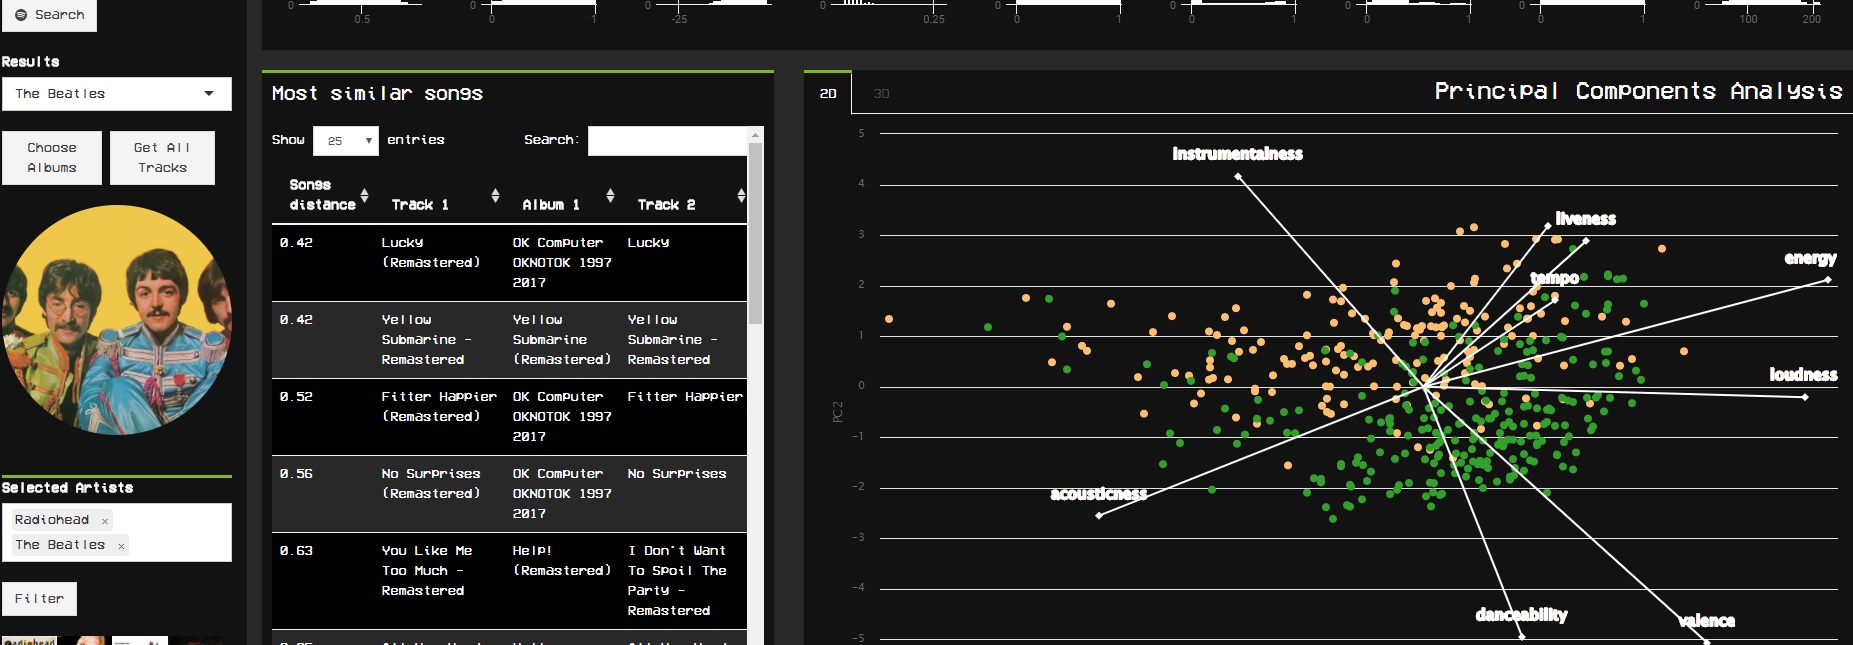 Search
0 0.5 0 1 0 -25 0 0.25 0 0 1 0 0 1 0 0 1 0 0 1 0 100 200
Results
The Beatles
Choose
Albums
Get All
Tracks
Selected Artists
Radiohead ×
The Beatles ×
Filter
Radiohead
Most similar songs
Show 25 entries
Search:
Songs
distance
Track 1
Album 1
Track 2
0.42
Lucky
(Remastered)
OK Computer
OKNOTOK 1997
2017
Lucky
0.42
Yellow
Submarine -
Remastered
Yellow
Submarine
(Remastered)
Yellow
Submarine -
Remastered
0.52
Fitter Happier
(Remastered)
OK Computer
OKNOTOK 1997
2017
Fitter Happier
0.56
No Surprises
(Remastered)
OK Computer
OKNOTOK 1997
2017
No Surprises
0.63
You Like Me
Too Much -
Remastered
Help!
(Remastered)
I Don't Want
To Spoil The
Party -
Remastered
2D
3D
Principal Components Analysis
5
4
3
2
1
0
−1
−2
−3
−4
−5
PC2
instrumentalness
liveness
energy
tempo
loudness
acousticness
danceability
valence